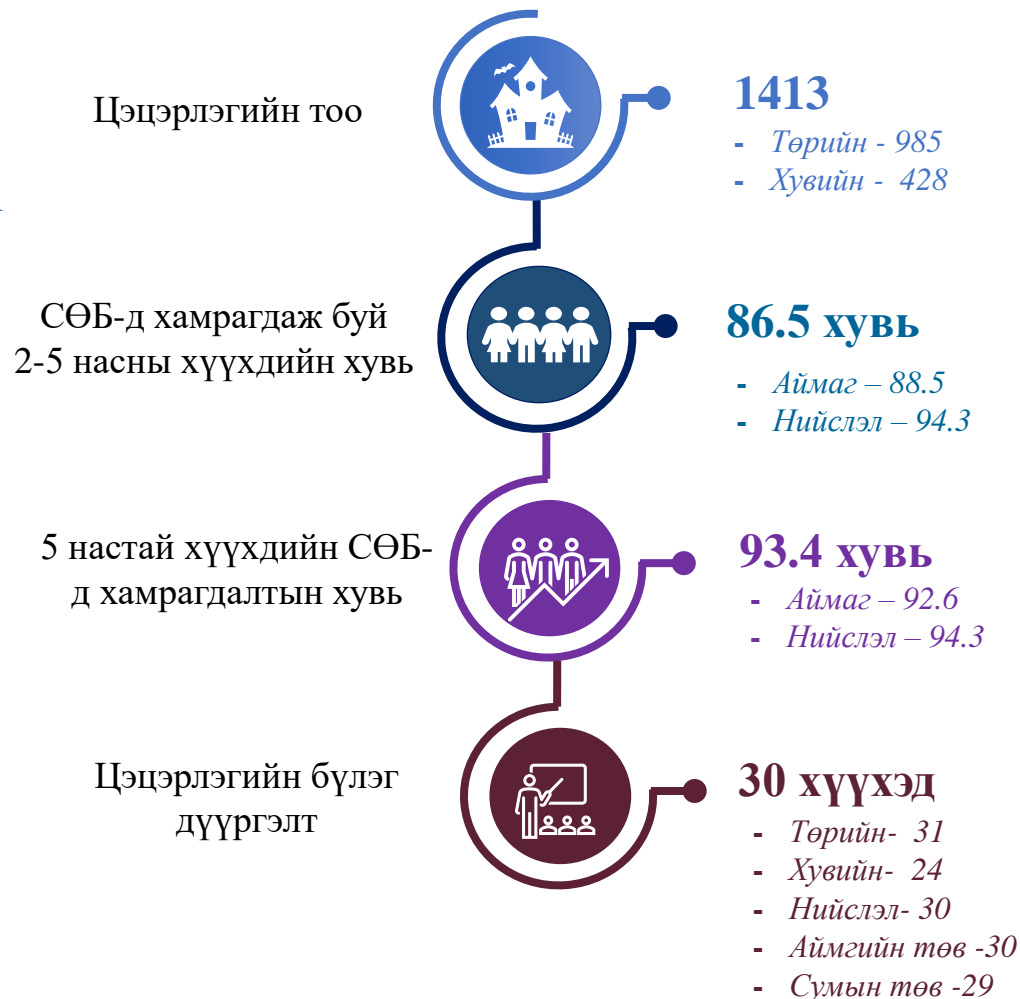 Цэцэрлэгийн тоо
1413
- Төрийн - 985
- Хувийн - 428
СӨБ-д хамрагдаж буй
2-5 насны хүүхдийн хувь
86.5 хувь
- Аймаг – 88.5
- Нийслэл – 94.3
5 настай хүүхдийн СӨБ-
д хамрагдалтын хувь
93.4 хувь
- Аймаг – 92.6
- Нийслэл – 94.3
Цэцэрлэгийн бүлэг
дүүргэлт
30 хүүхэд
- Төрийн- 31
- Хувийн- 24
- Нийслэл- 30
- Аймгийн төв -30
- Сумын төв -29